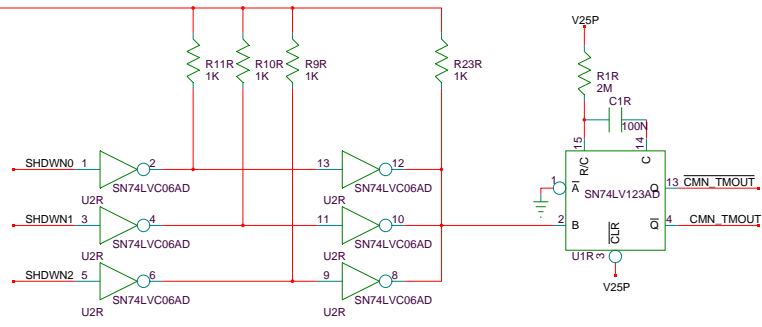 V25P
R11R
1K
R10R
1K
R9R
1K
R23R
1K
R1R
2M
C1R
100N
15
14
R/C
C
SHDWN0 1
2
SN74LVC06AD
U2R
13
12
SN74LVC06AD
U2R
1
A
SN74LV123AD
Q
13
CMN_TMOUT
SHDWN1 3
4
SN74LVC06AD
U2R
11
10
SN74LVC06AD
U2R
2
B
CLR
Q
4
CMN_TMOUT
U1R
3
V25P
SHDWN2 5
6
SN74LVC06AD
U2R
9
8
SN74LVC06AD
U2R